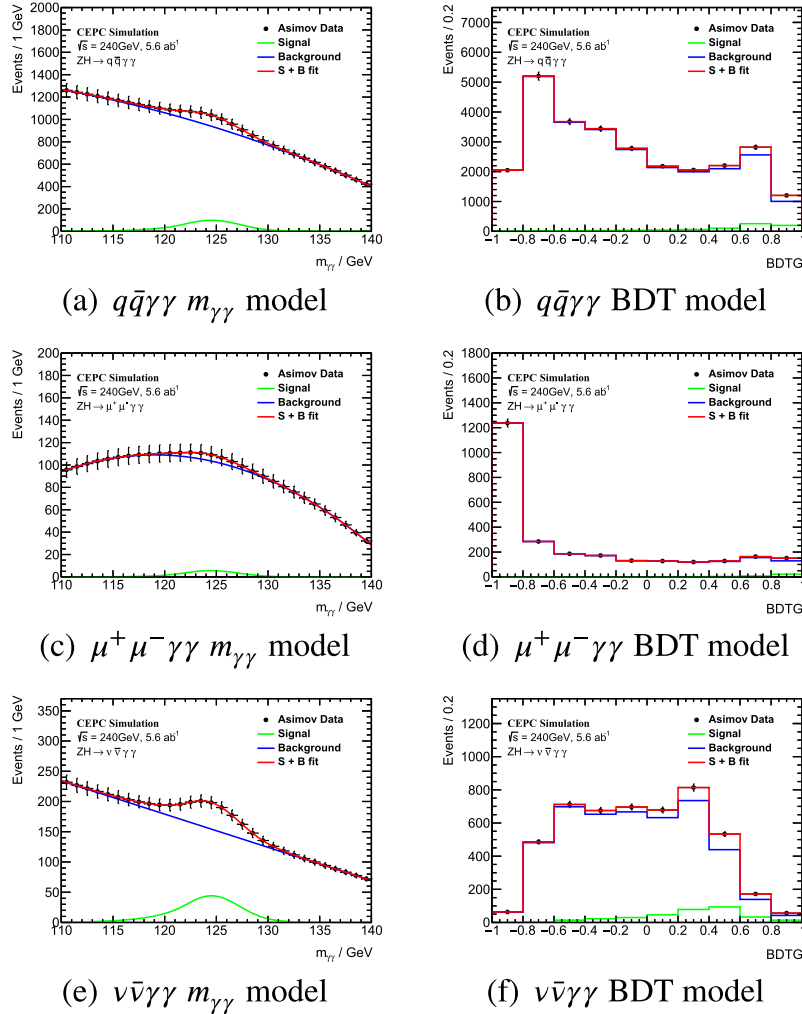 Events / 1 GeV
2000
1800
1600
1400
1200
1000
800
600
400
200
0
CEPC Simulation
√s = 240GeV, 5.6 ab⁻¹
ZH → q q̄ γ γ
Asimov Data
Signal
Background
S + B fit
110 115 120 125 130 135 140
m_γγ / GeV
(a) qq̄γγ m_γγ model
Events / 0.2
7000
6000
5000
4000
3000
2000
1000
0
CEPC Simulation
√s = 240GeV, 5.6 ab⁻¹
ZH → q q̄ γ γ
Asimov Data
Signal
Background
S + B fit
-1 -0.8 -0.6 -0.4 -0.2 0 0.2 0.4 0.6 0.8 1
BDTG
(b) qq̄γγ BDT model
Events / 1 GeV
200
180
160
140
120
100
80
60
40
20
0
CEPC Simulation
√s = 240GeV, 5.6 ab⁻¹
ZH → μ⁺ μ⁻ γ γ
Asimov Data
Signal
Background
S + B fit
110 115 120 125 130 135 140
m_γγ / GeV
(c) μ⁺μ⁻γγ m_γγ model
Events / 0.2
1800
1600
1400
1200
1000
800
600
400
200
0
CEPC Simulation
√s = 240GeV, 5.6 ab⁻¹
ZH → μ⁺ μ⁻ γ γ
Asimov Data
Signal
Background
S + B fit
-1 -0.8 -0.6 -0.4 -0.2 0 0.2 0.4 0.6 0.8 1
BDTG
(d) μ⁺μ⁻γγ BDT model
Events / 1 GeV
350
300
250
200
150
100
50
0
CEPC Simulation
√s = 240GeV, 5.6 ab⁻¹
ZH → ν ν̄ γ γ
Asimov Data
Signal
Background
S + B fit
110 115 120 125 130 135 140
m_γγ / GeV
(e) νν̄γγ m_γγ model
Events / 0.2
1200
1000
800
600
400
200
0
CEPC Simulation
√s = 240GeV, 5.6 ab⁻¹
ZH → ν ν̄ γ γ
Asimov Data
Signal
Background
S + B fit
-1 -0.8 -0.6 -0.4 -0.2 0 0.2 0.4 0.6 0.8 1
BDTG
(f) νν̄γγ BDT model